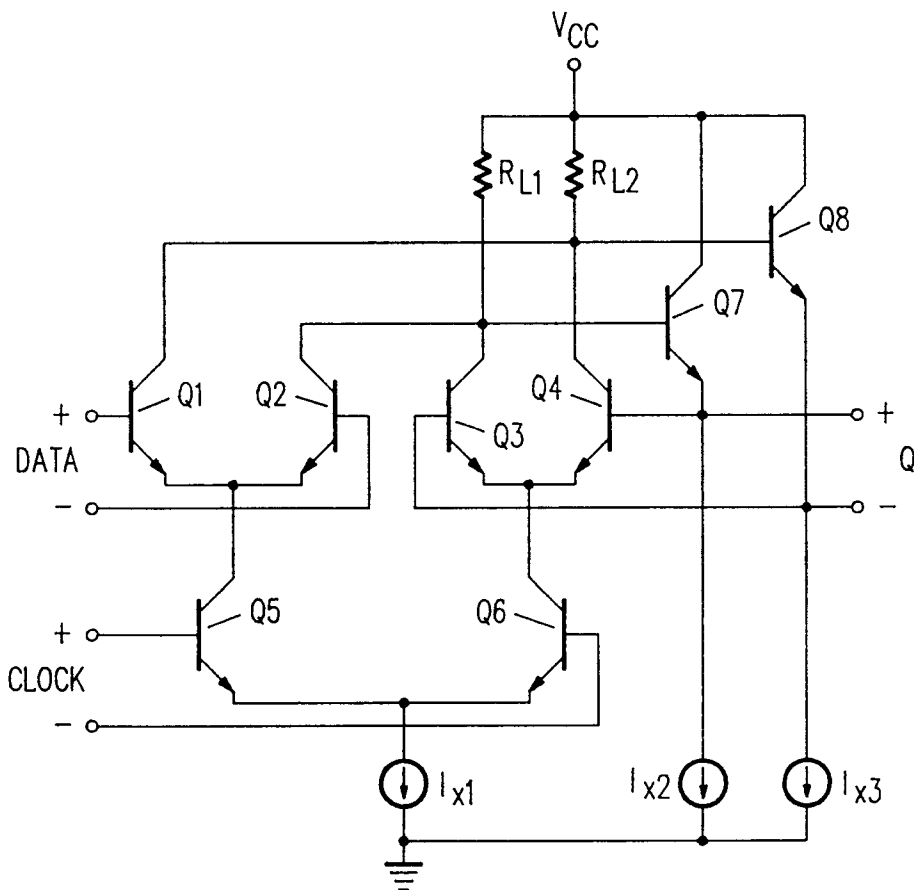 VCC
RL1
RL2
Q8
Q7
Q1
Q2
Q3
Q4
+
DATA
-
+
Q
-
Q5
Q6
+
CLOCK
-
Ix1
Ix2
Ix3